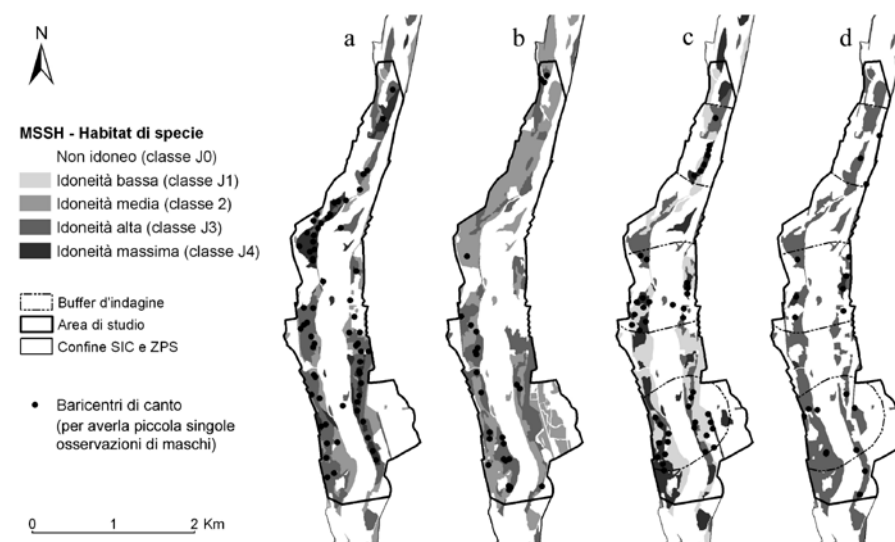 N
a
b
c
d
MSSH - Habitat di specie
Non idoneo (classe J0)
Idoneità bassa (classe J1)
Idoneità media (classe 2)
Idoneità alta (classe J3)
Idoneità massima (classe J4)
Buffer d'indagine
Area di studio
Confine SIC e ZPS
Baricentri di canto
(per averla piccola singole
osservazioni di maschi)
0 1 2 Km